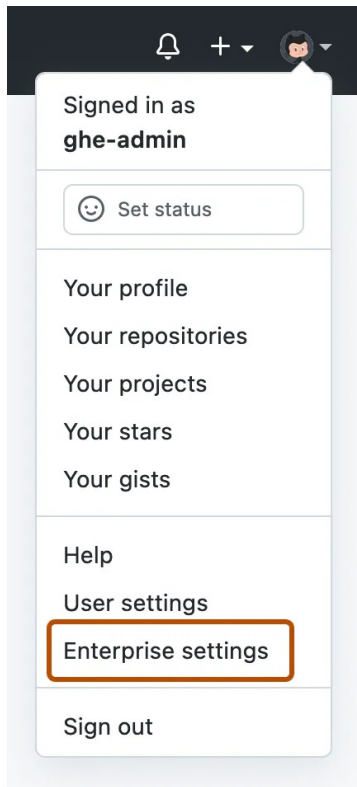 Signed in as
ghe-admin
Set status
Your profile
Your repositories
Your projects
Your stars
Your gists
Help
User settings
Enterprise settings
Sign out